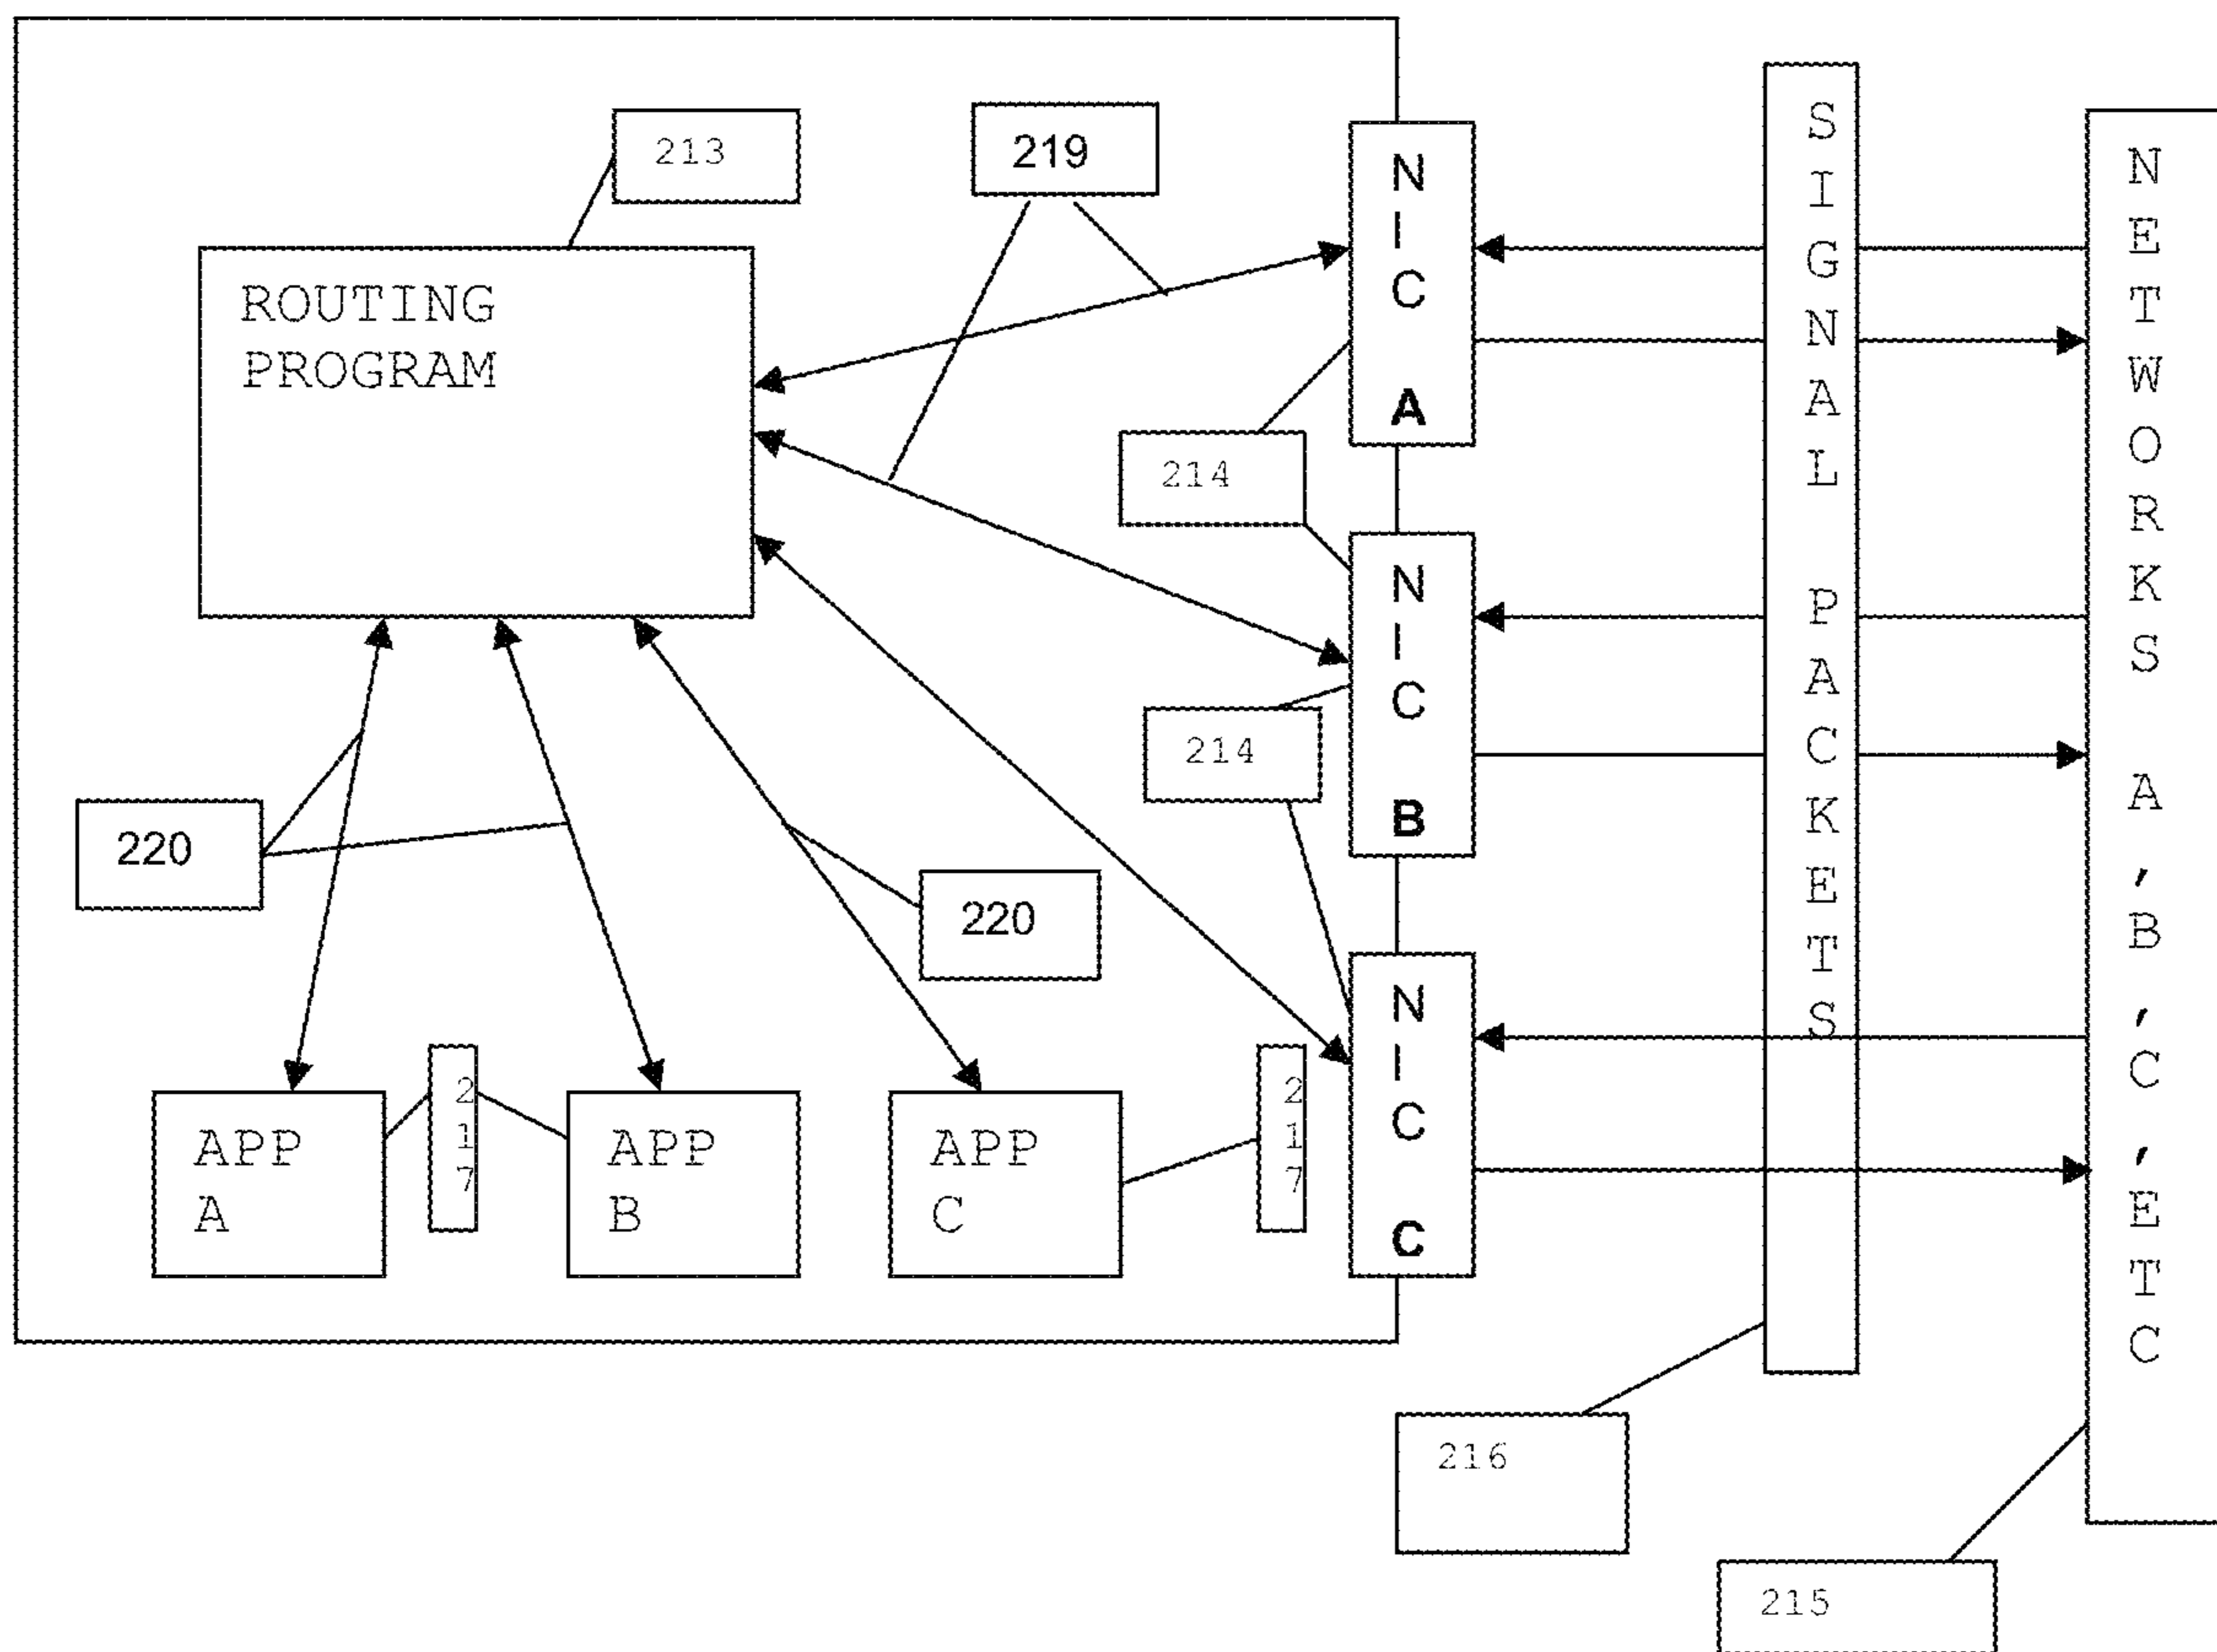 213
219
ROUTING
PROGRAM
NIC A
SIGNAL PACKETS
NETWORKS A,B,C,ETC
214
NIC B
214
220
220
NIC C
APP
A
217
APP
B
APP
C
217
216
215